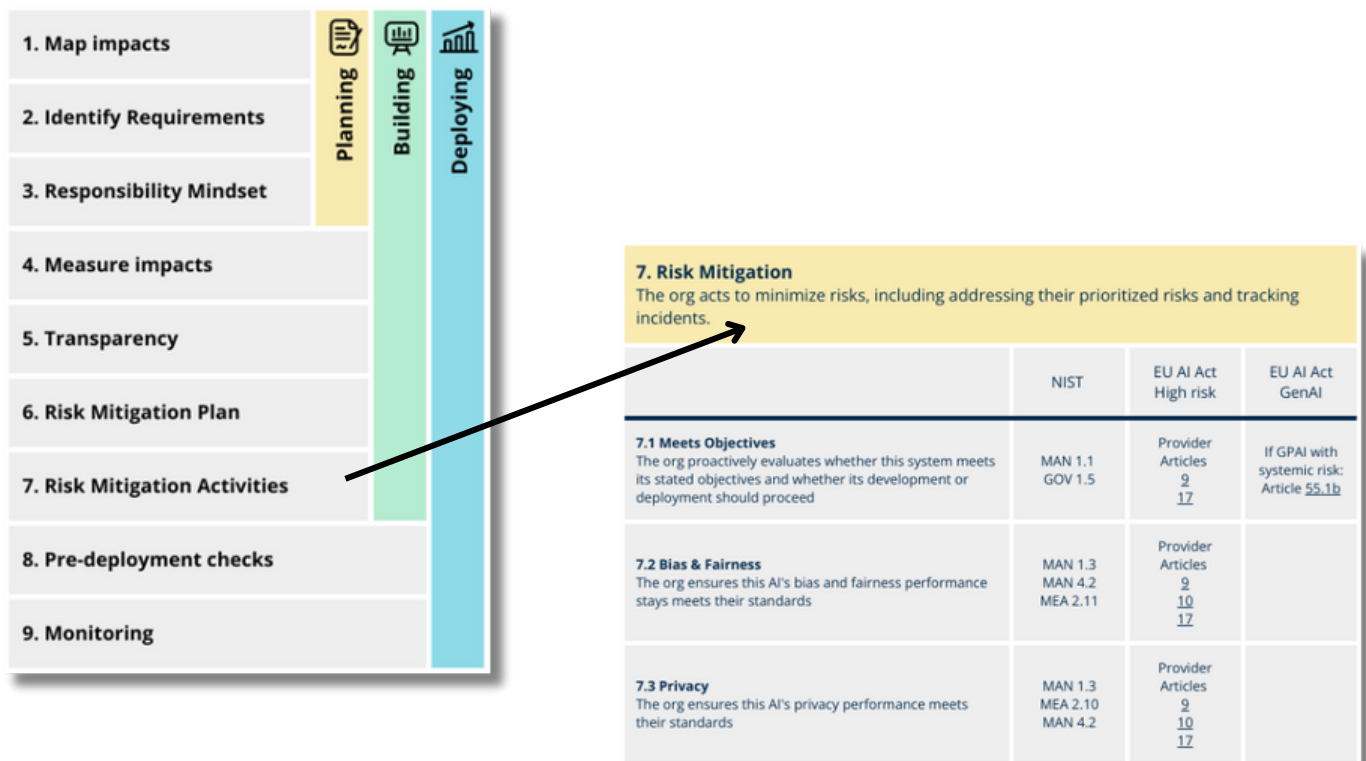 1. Map impacts
2. Identify Requirements
3. Responsibility Mindset
4. Measure impacts
5. Transparency
6. Risk Mitigation Plan
7. Risk Mitigation Activities
8. Pre-deployment checks
9. Monitoring
Planning
Building
Deploying
7. Risk Mitigation
The org acts to minimize risks, including addressing their prioritized risks and tracking
incidents.
NIST
EU AI Act
High risk
EU AI Act
GenAI
7.1 Meets Objectives
The org proactively evaluates whether this system meets
its stated objectives and whether its development or
deployment should proceed
MAN 1.1
GOV 1.5
Provider
Articles
9
17
If GPAI with
systemic risk:
Article 55.1b
7.2 Bias & Fairness
The org ensures this AI's bias and fairness performance
stays meets their standards
MAN 1.3
MAN 4.2
MEA 2.11
Provider
Articles
9
10
17
7.3 Privacy
The org ensures this AI's privacy performance meets
their standards
MAN 1.3
MEA 2.10
MAN 4.2
Provider
Articles
9
10
17